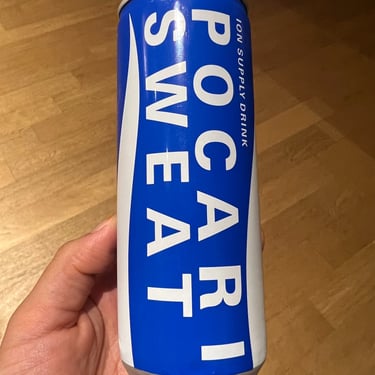 ION SUPPLY DRINK
POCARI
SWEAT